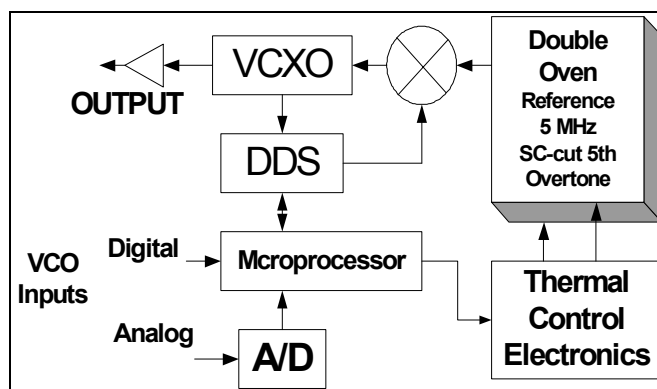 VCXO
OUTPUT
DDS
Double
Oven
Reference
5 MHz
SC-cut 5th
Overtone
VCO
Inputs
Digital
Mcroprocessor
Analog
A/D
Thermal
Control
Electronics